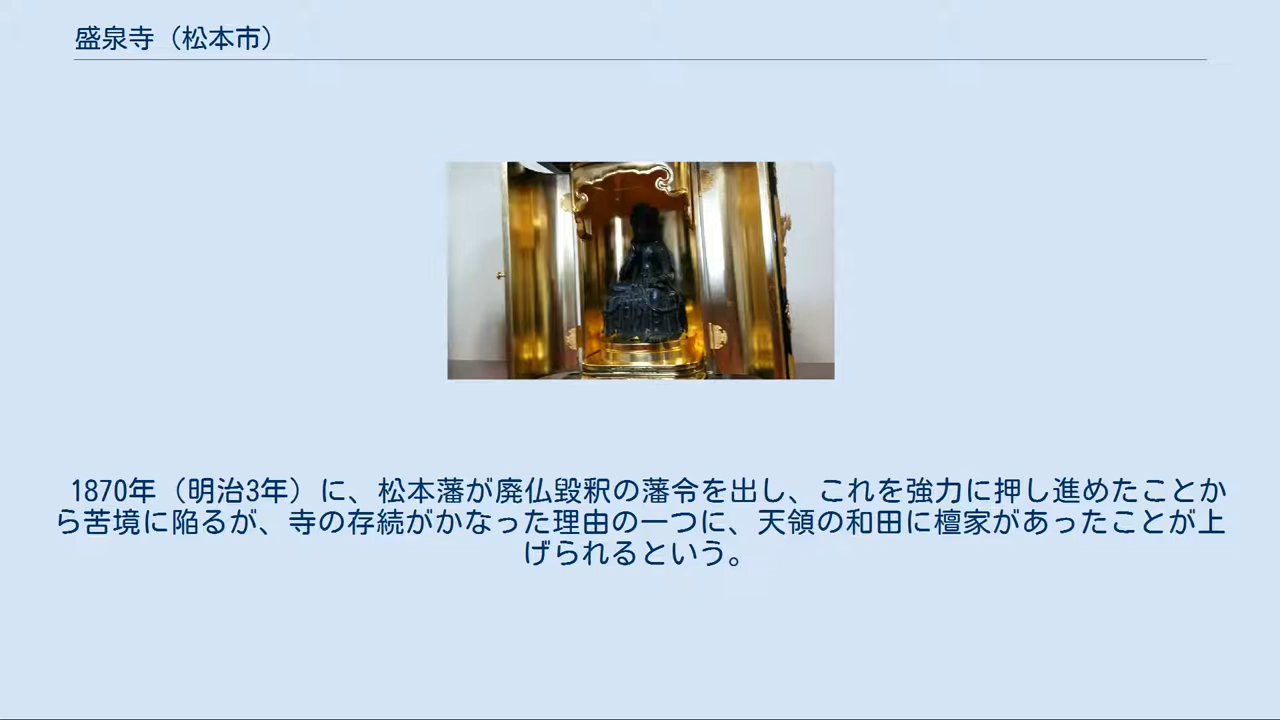 盛泉寺（松本市）
1870年（明治3年）に、松本藩が廃仏毀釈の藩令を出し、これを強力に押し進めたことか
ら苦境に陥るが、寺の存続がかなった理由の一つに、天領の和田に檀家があったことが上
げられるという。